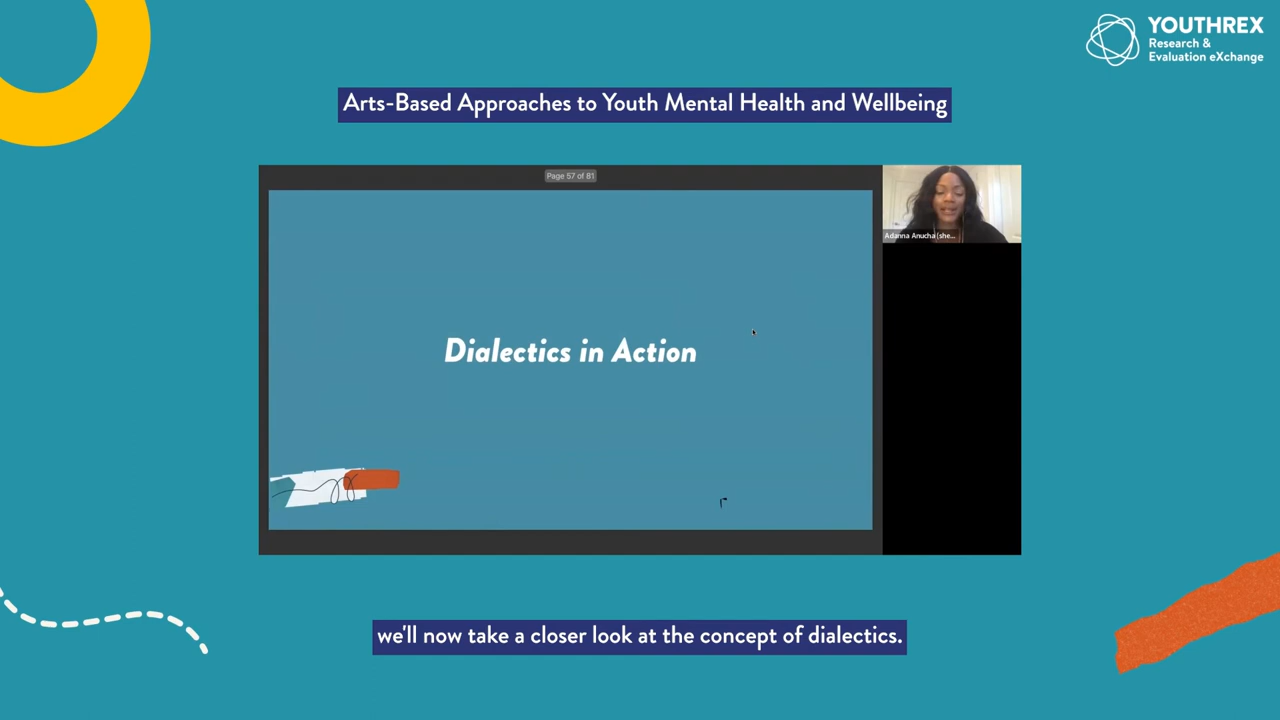 YOUTHREX
Research &
Evaluation eXchange
Arts-Based Approaches to Youth Mental Health and Wellbeing
Page 57 of 81
Adanna Anucha (she...
Dialectics in Action
we'll now take a closer look at the concept of dialectics.